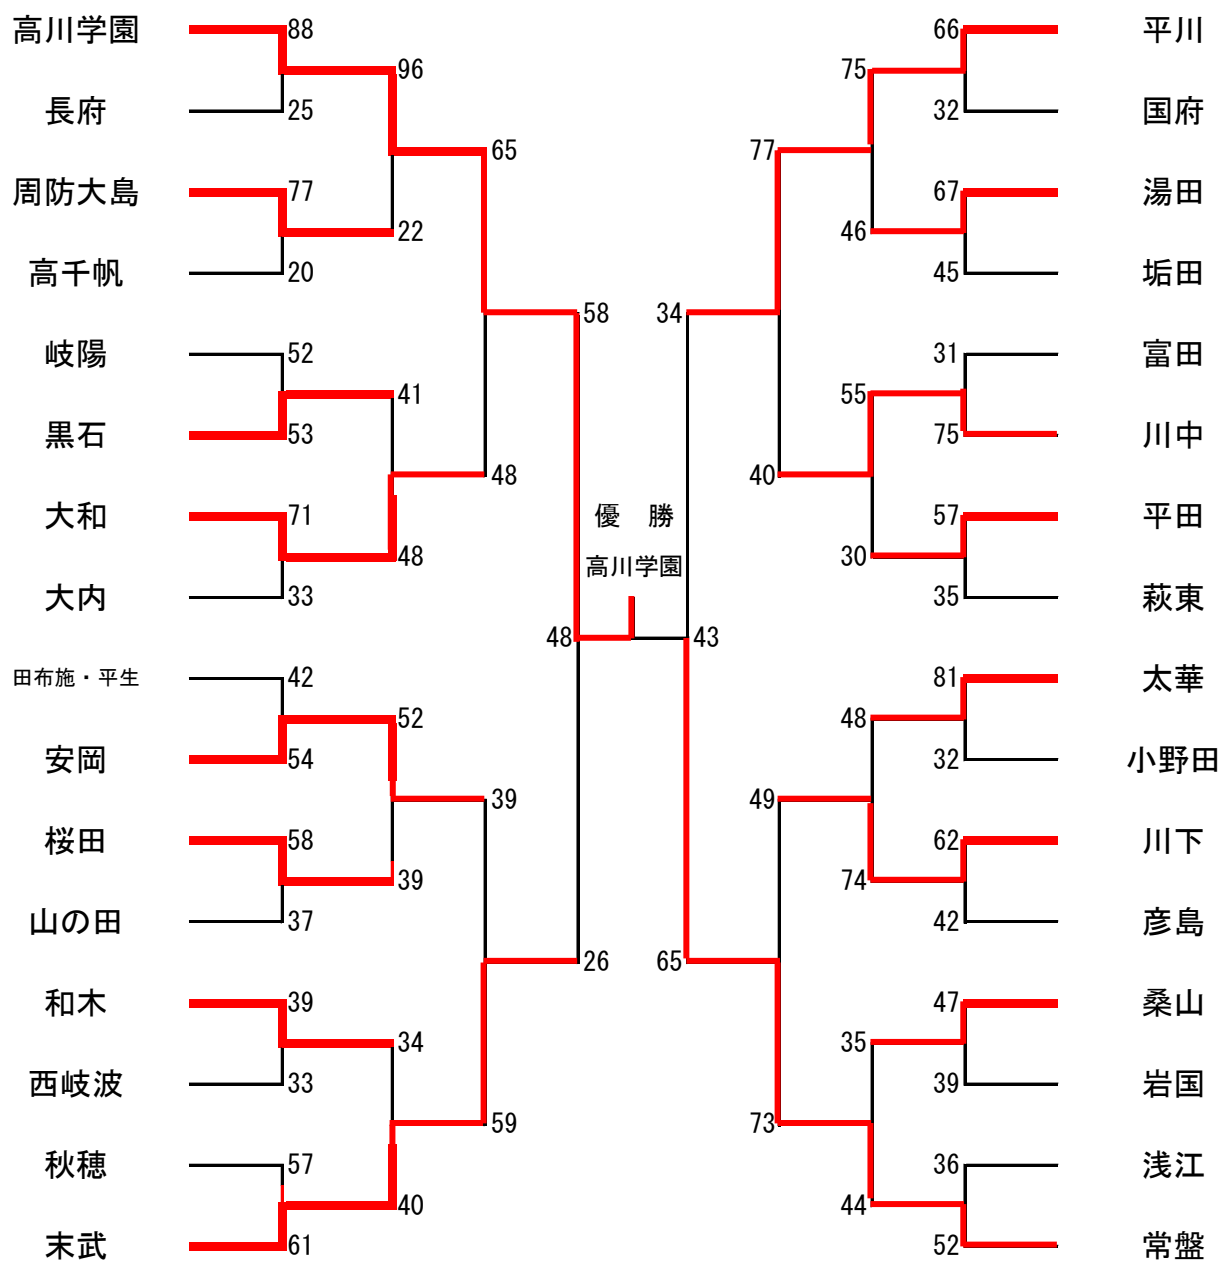 高川学園 88 66 平川
96 75
長府 25 32 国府
65 77
周防大島 77 67 湯田
22 46
高千帆 20 45 垢田
58 34
岐陽 52 31 富田
41 55
黒石 53 75 川中
48 40
大和 71 優 勝 57 平田
48 高川学園 30
大内 33 35 萩東
48 43
田布施・平生 42 81 太華
52 48
安岡 54 32 小野田
39 49
桜田 58 62 川下
39 74
山の田 37 42 彦島
26 65
和木 39 47 桑山
34 35
西岐波 33 39 岩国
59 73
秋穂 57 36 浅江
40 44
末武 61 52 常盤